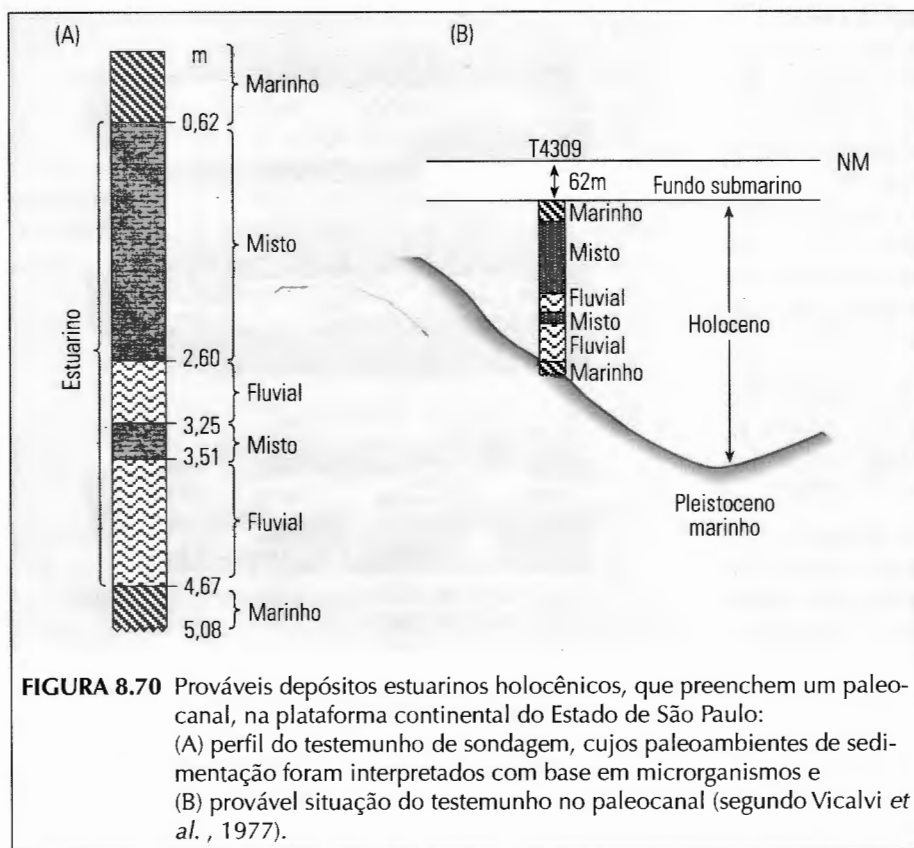 (A)
m
Marinho
0,62
Misto
Estuarino
2,60
Fluvial
3,25
Misto
3,51
Fluvial
4,67
Marinho
5,08
(B)
T4309
NM
62m
Fundo submarino
Marinho
Misto
Fluvial
Misto
Fluvial
Marinho
Holoceno
Pleistoceno
marinho
FIGURA 8.70 Prováveis depósitos estuarinos holocênicos, que preenchem um paleo-
canal, na plataforma continental do Estado de São Paulo:
(A) perfil do testemunho de sondagem, cujos paleoambientes de sedi-
mentação foram interpretados com base em microrganismos e
(B) provável situação do testemunho no paleocanal (segundo Vicalvi et
al. , 1977).